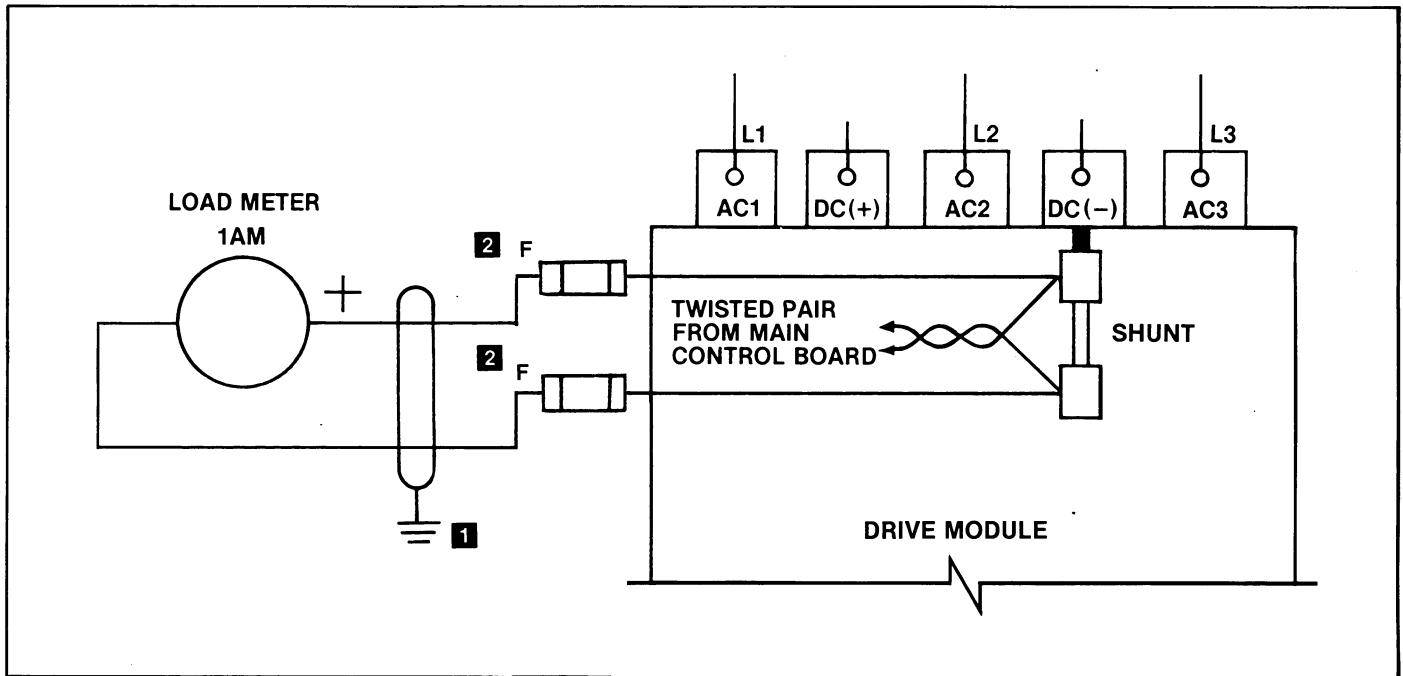 L1
L2
L3
AC1
DC(+)
AC2
DC(−)
AC3
LOAD METER
1AM
+
2
F
2
F
TWISTED PAIR
FROM MAIN
CONTROL BOARD
SHUNT
1
DRIVE MODULE